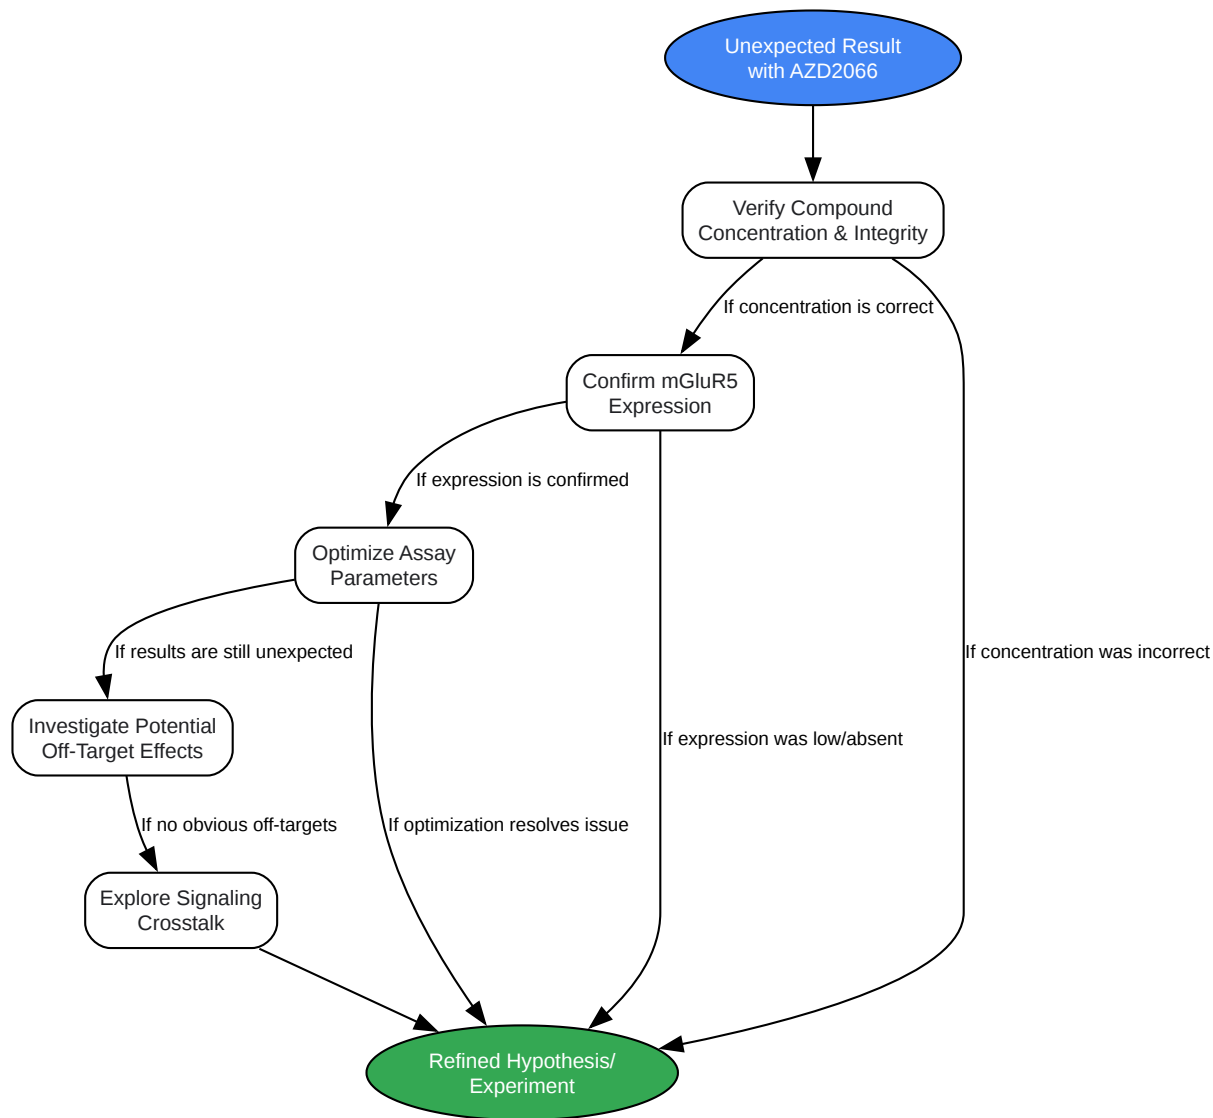 Unexpected Result
with AZD2066
Verify Compound
Concentration & Integrity
If concentration is correct
Confirm mGluR5
Expression
If expression is confirmed
Optimize Assay
Parameters
If results are still unexpected
If concentration was incorrect
Investigate Potential
Off-Target Effects
If expression was low/absent
If no obvious off-targets
If optimization resolves issue
Explore Signaling
Crosstalk
Refined Hypothesis/
Experiment